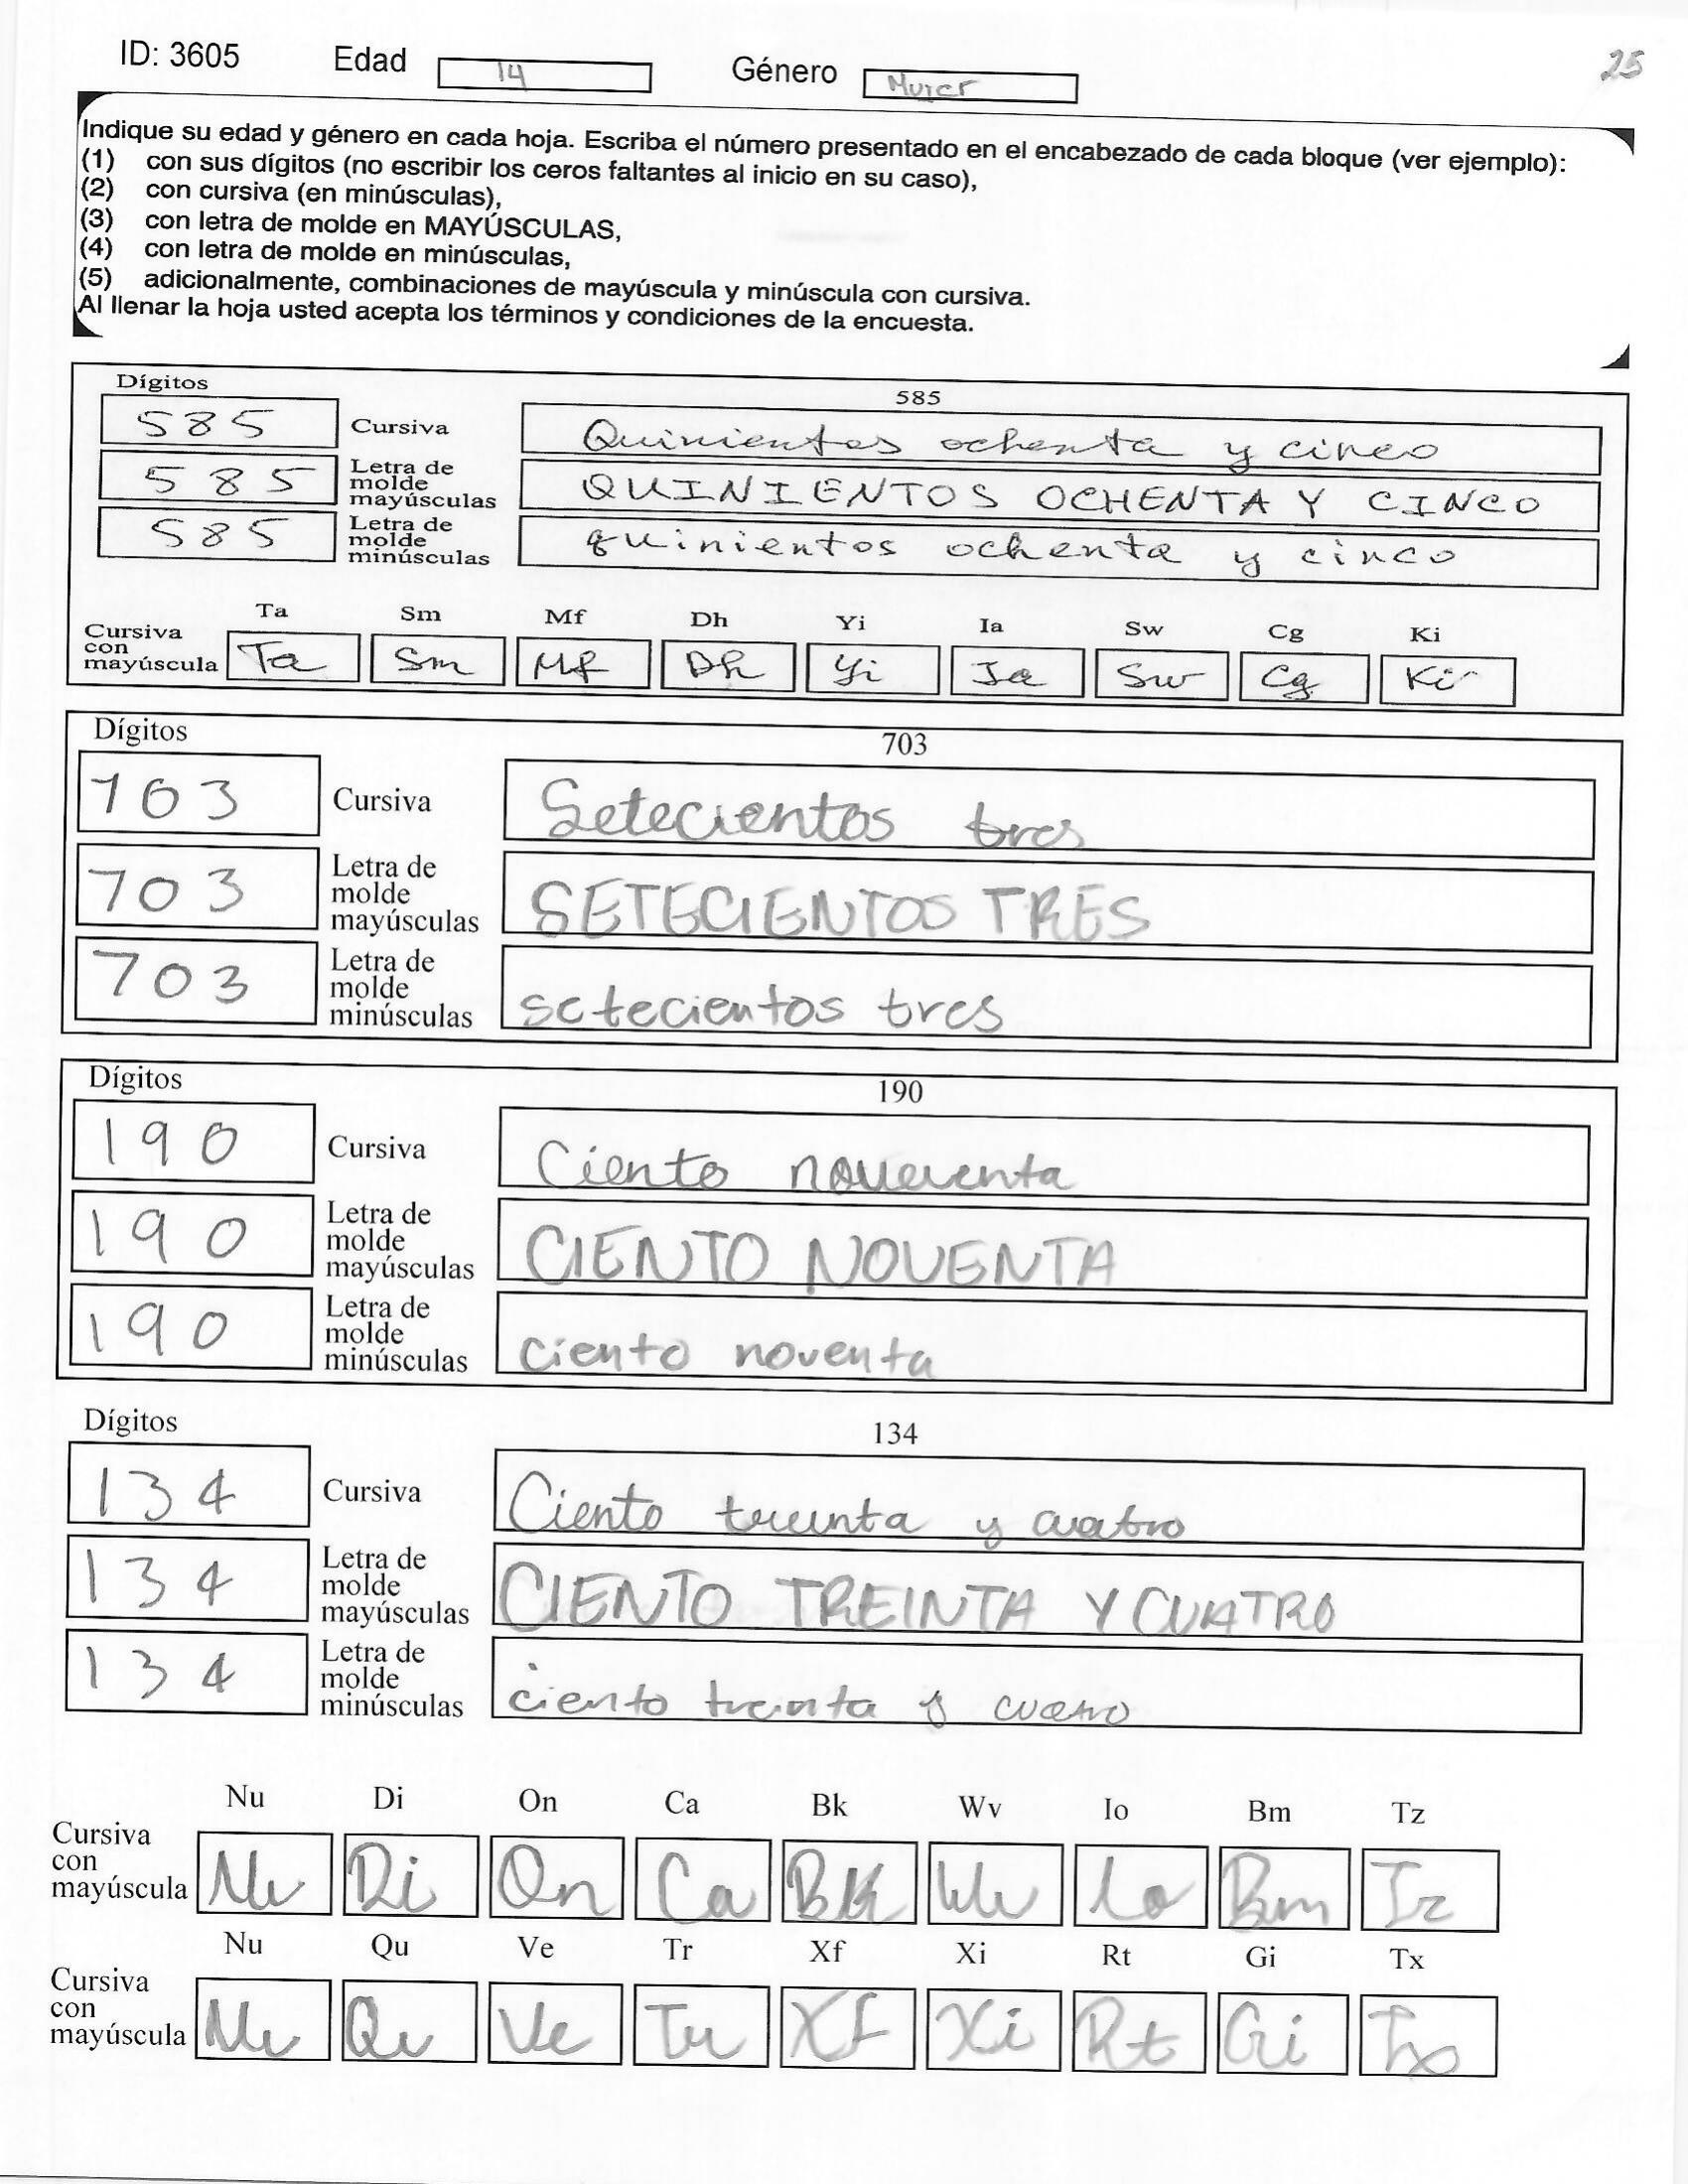 ID: 3605 Edad 14 Género Mujer 25
Indique su edad y género en cada hoja. Escriba el número presentado en el encabezado de cada bloque (ver ejemplo):
(1) con sus dígitos (no escribir los ceros faltantes al inicio en su caso),
(2) con cursiva (en minúsculas),
(3) con letra de molde en MAYÚSCULAS,
(4) con letra de molde en minúsculas,
(5) adicionalmente, combinaciones de mayúscula y minúscula con cursiva.
Al llenar la hoja usted acepta los términos y condiciones de la encuesta.
Dígitos 585
585 Cursiva Quinientos ochenta y cinco
585 Letra de molde mayúsculas QUINIENTOS OCHENTA Y CINCO
585 Letra de molde minúsculas quinientos ochenta y cinco
Ta Sm Mf Dh Yi Ia Sw Cg Ki
Cursiva con mayúscula Ta Sm Mf Dh Yi Ia Sw Cg Ki
Dígitos 703
703 Cursiva Setecientos tres
703 Letra de molde mayúsculas SETECIENTOS TRES
703 Letra de molde minúsculas setecientos tres
Dígitos 190
190 Cursiva Ciento noueventa
190 Letra de molde mayúsculas CIENTO NOVENTA
190 Letra de molde minúsculas ciento noventa
Dígitos 134
134 Cursiva Ciento treinta y cuatro
134 Letra de molde mayúsculas CIENTO TREINTA Y CUATRO
134 Letra de molde minúsculas ciento treinta y cuatro
Nu Di On Ca Bk Wv Io Bm Tz
Cursiva con mayúscula Nu Di On Ca Bk Wv Io Bm Tz
Nu Qu Ve Tr Xf Xi Rt Gi Tx
Cursiva con mayúscula Nu Qu Ve Tr Xf Xi Rt Gi Tx